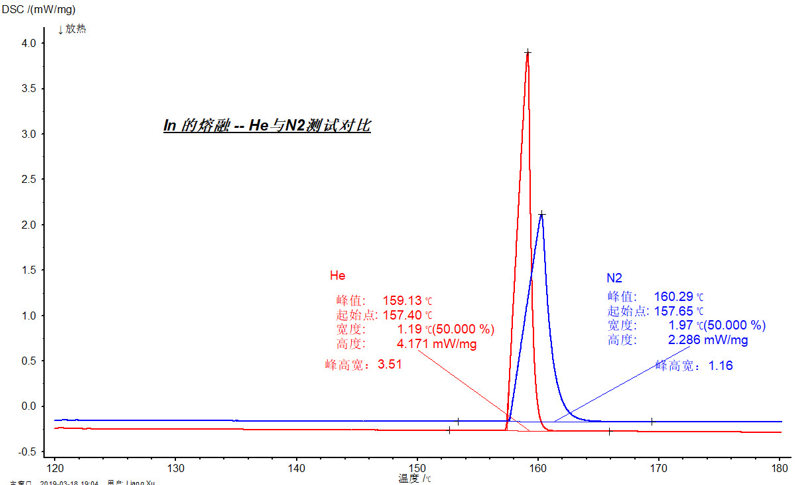 DSC /(mW/mg)
↓放热
4.0
3.5
3.0
2.5
2.0
1.5
1.0
0.5
0.0
-0.5
In 的熔融 -- He与N2测试对比
He
峰值: 159.13 ℃
起始点: 157.40 ℃
宽度: 1.19 ℃(50.000 %)
高度: 4.171 mW/mg
峰高宽：3.51
N2
峰值: 160.29 ℃
起始点: 157.65 ℃
宽度: 1.97 ℃(50.000 %)
高度: 2.286 mW/mg
峰高宽：1.16
120 130 140 150 160 170 180
温度 /℃
2019-03-18 19:04
Liang Xu